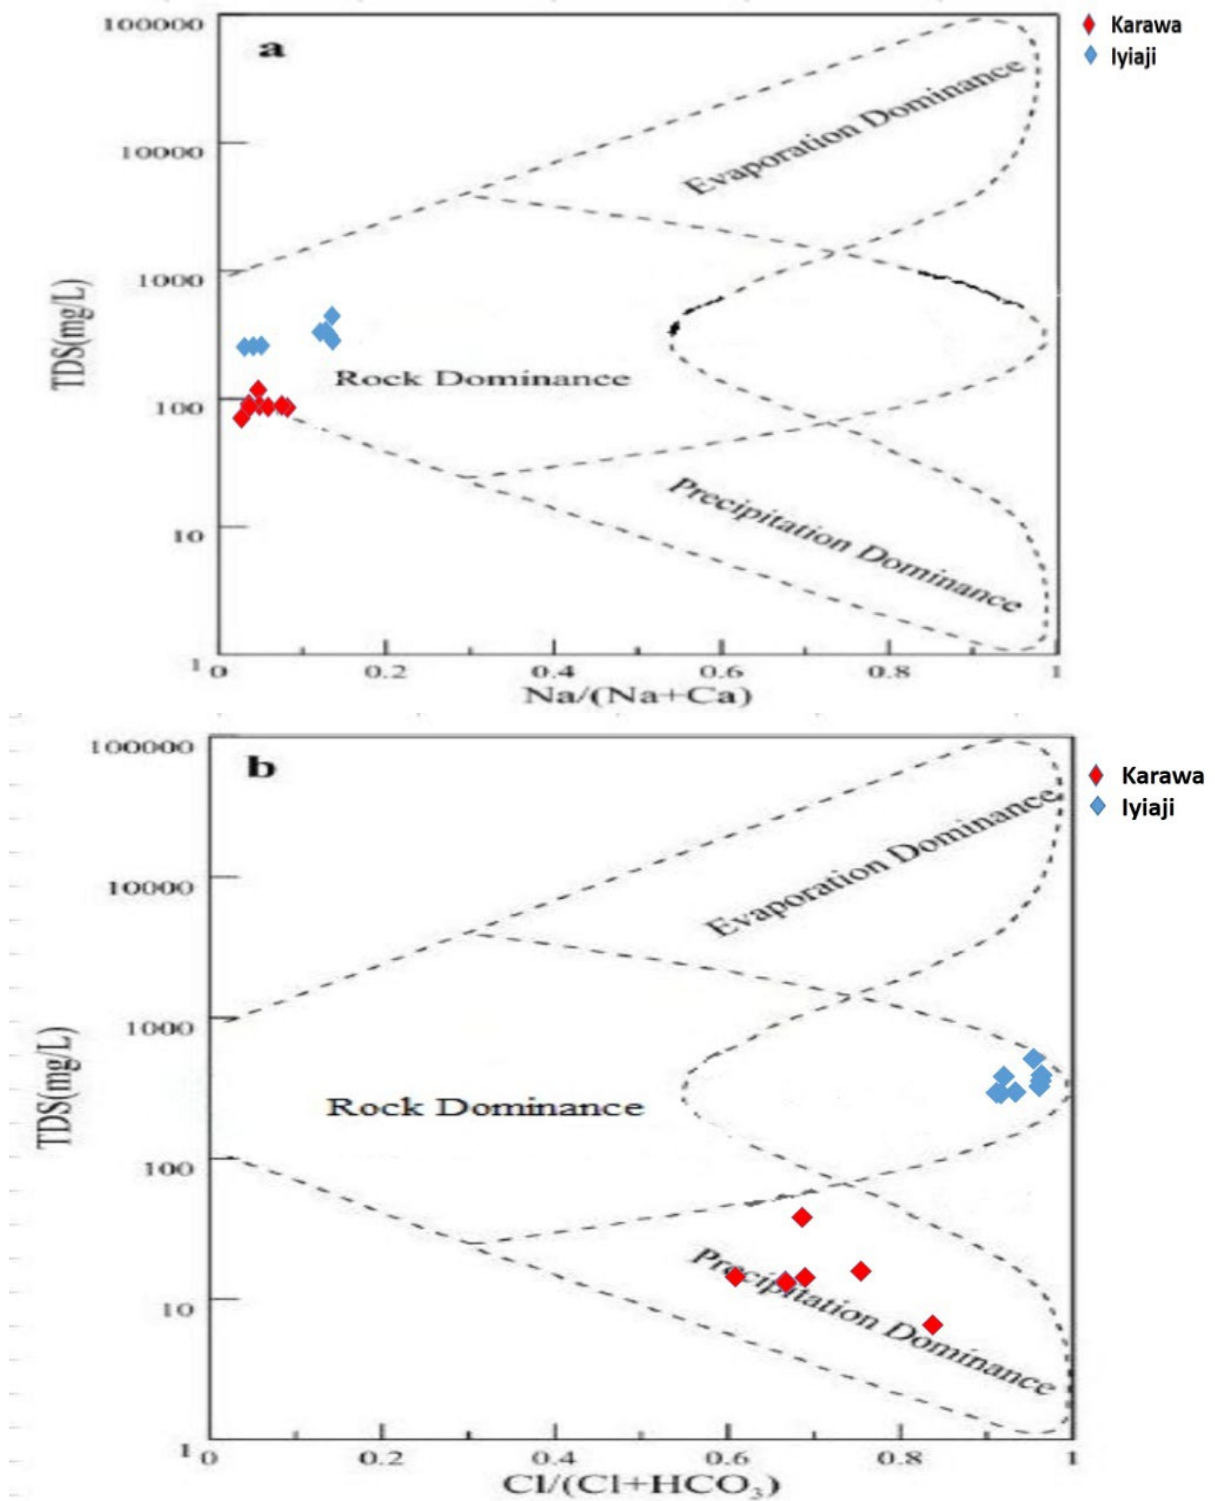 100000
a
Karawa
Iyiaji
Evaporation Dominance
10000
1000
TDS(mg/L)
Rock Dominance
100
Precipitation Dominance
10
1
0
0.2
0.4
0.6
0.8
1
Na/(Na+Ca)
100000
b
Karawa
Iyiaji
Evaporation Dominance
10000
1000
TDS(mg/L)
Rock Dominance
100
Precipitation Dominance
10
1
0
0.2
0.4
0.6
0.8
1
Cl/(Cl+HCO₃)